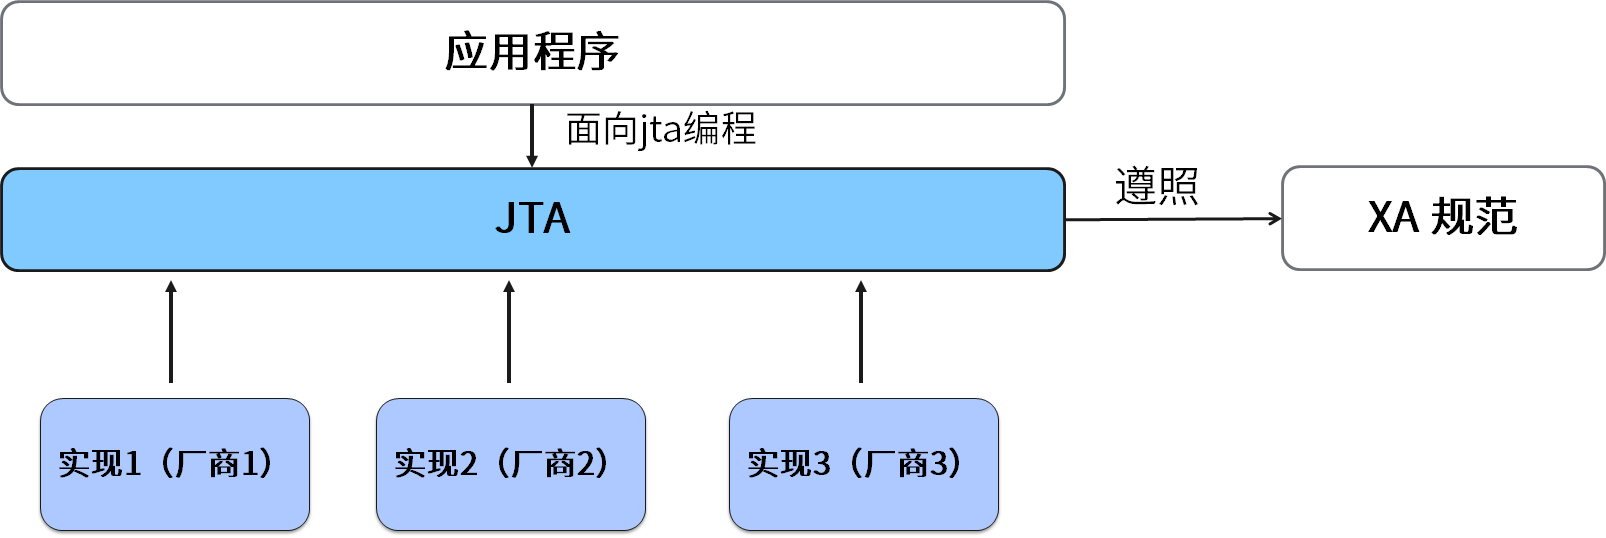 应用程序
面向jta编程
JTA
遵照
XA 规范
实现1（厂商1）
实现2（厂商2）
实现3（厂商3）